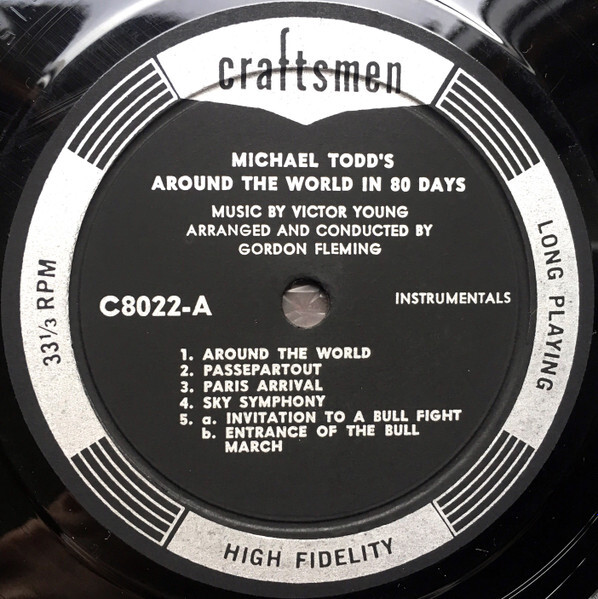 craftsmen
MICHAEL TODD'S
AROUND THE WORLD IN 80 DAYS
MUSIC BY VICTOR YOUNG
ARRANGED AND CONDUCTED BY
GORDON FLEMING
C8022-A
INSTRUMENTALS
33 1/3 RPM
LONG PLAYING
1. AROUND THE WORLD
2. PASSEPARTOUT
3. PARIS ARRIVAL
4. SKY SYMPHONY
5. a. INVITATION TO A BULL FIGHT
b. ENTRANCE OF THE BULL
MARCH
HIGH FIDELITY